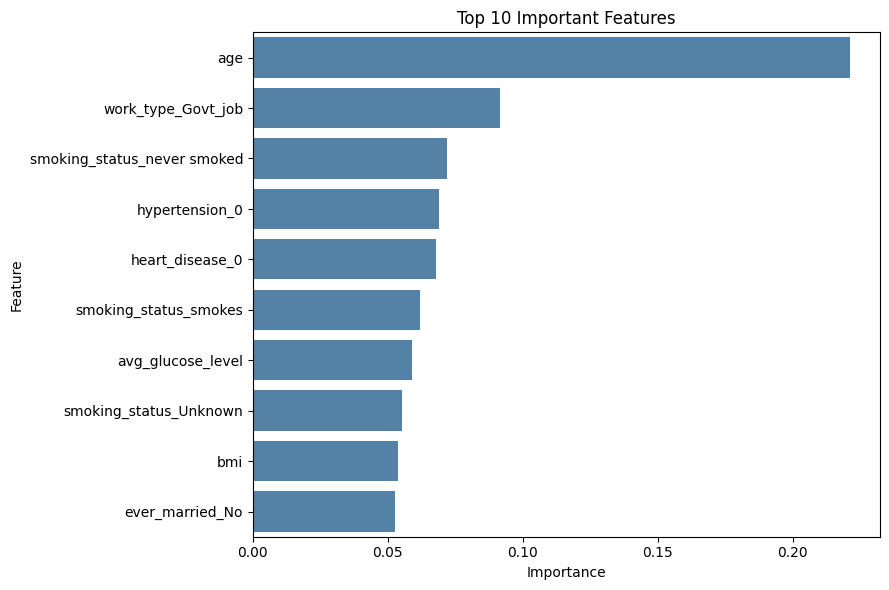 Top 10 Important Features
Feature
age
work_type_Govt_job
smoking_status_never smoked
hypertension_0
heart_disease_0
smoking_status_smokes
avg_glucose_level
smoking_status_Unknown
bmi
ever_married_No
0.00 0.05 0.10 0.15 0.20
Importance